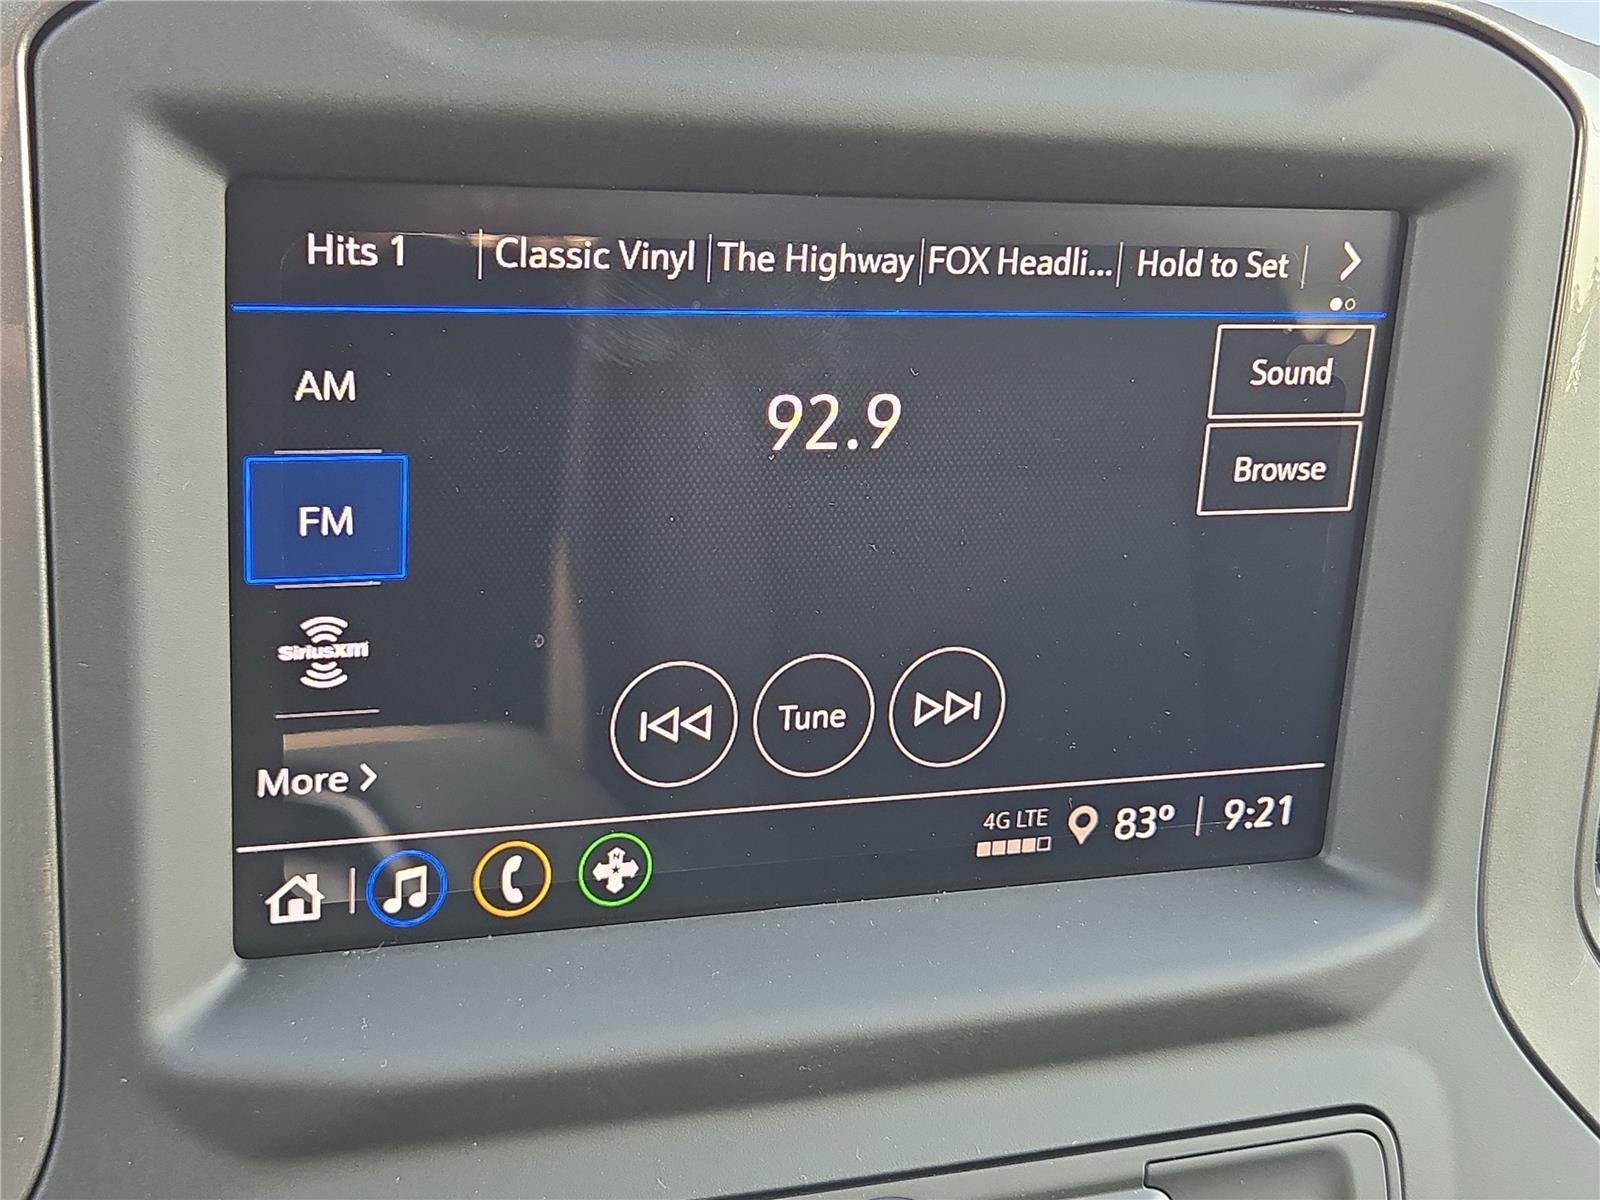 Hits 1 Classic Vinyl The Highway FOX Headli... Hold to Set
Sound
AM
92.9
Browse
FM
SiriusXM
Tune
More
4G LTE 83° 9:21
N